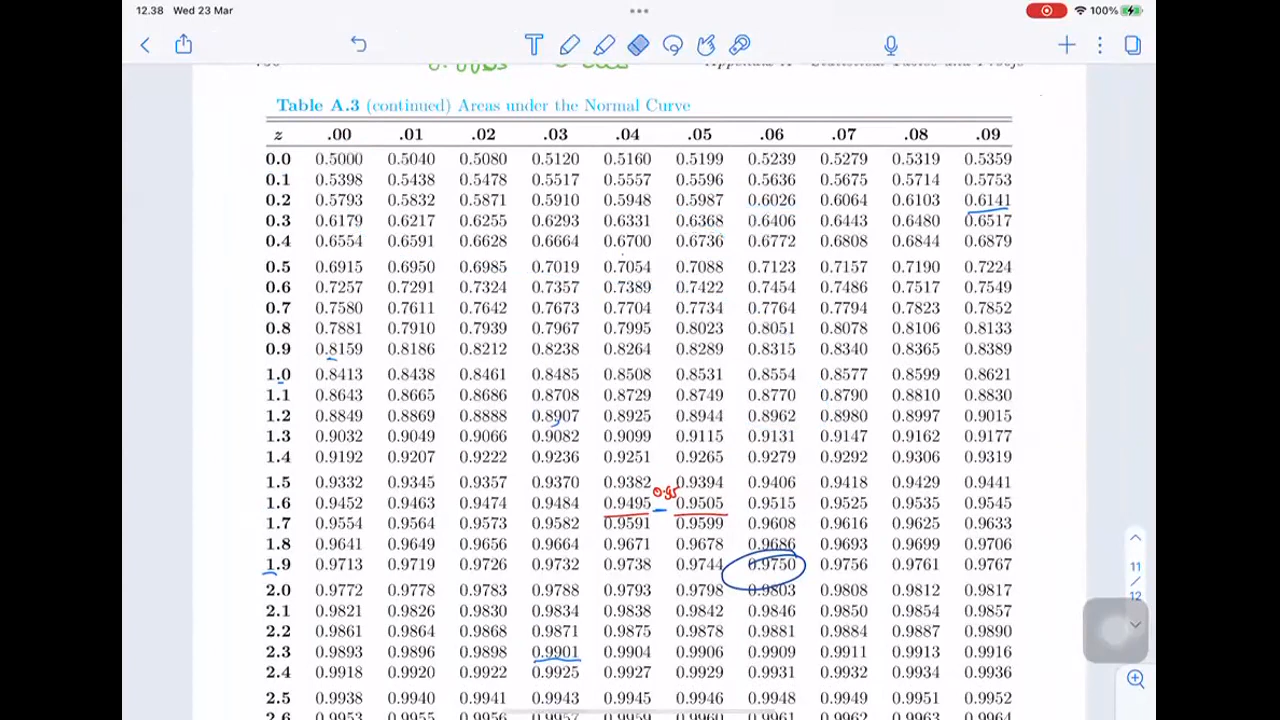 12.38 Wed 23 Mar
100%
Appendix A Statistical Tables and Proofs
Table A.3 (continued) Areas under the Normal Curve
z .00 .01 .02 .03 .04 .05 .06 .07 .08 .09
0.0 0.5000 0.5040 0.5080 0.5120 0.5160 0.5199 0.5239 0.5279 0.5319 0.5359
0.1 0.5398 0.5438 0.5478 0.5517 0.5557 0.5596 0.5636 0.5675 0.5714 0.5753
0.2 0.5793 0.5832 0.5871 0.5910 0.5948 0.5987 0.6026 0.6064 0.6103 0.6141
0.3 0.6179 0.6217 0.6255 0.6293 0.6331 0.6368 0.6406 0.6443 0.6480 0.6517
0.4 0.6554 0.6591 0.6628 0.6664 0.6700 0.6736 0.6772 0.6808 0.6844 0.6879
0.5 0.6915 0.6950 0.6985 0.7019 0.7054 0.7088 0.7123 0.7157 0.7190 0.7224
0.6 0.7257 0.7291 0.7324 0.7357 0.7389 0.7422 0.7454 0.7486 0.7517 0.7549
0.7 0.7580 0.7611 0.7642 0.7673 0.7704 0.7734 0.7764 0.7794 0.7823 0.7852
0.8 0.7881 0.7910 0.7939 0.7967 0.7995 0.8023 0.8051 0.8078 0.8106 0.8133
0.9 0.8159 0.8186 0.8212 0.8238 0.8264 0.8289 0.8315 0.8340 0.8365 0.8389
1.0 0.8413 0.8438 0.8461 0.8485 0.8508 0.8531 0.8554 0.8577 0.8599 0.8621
1.1 0.8643 0.8665 0.8686 0.8708 0.8729 0.8749 0.8770 0.8790 0.8810 0.8830
1.2 0.8849 0.8869 0.8888 0.8907 0.8925 0.8944 0.8962 0.8980 0.8997 0.9015
1.3 0.9032 0.9049 0.9066 0.9082 0.9099 0.9115 0.9131 0.9147 0.9162 0.9177
1.4 0.9192 0.9207 0.9222 0.9236 0.9251 0.9265 0.9279 0.9292 0.9306 0.9319
1.5 0.9332 0.9345 0.9357 0.9370 0.9382 0.9394 0.9406 0.9418 0.9429 0.9441
0.95
1.6 0.9452 0.9463 0.9474 0.9484 0.9495 0.9505 0.9515 0.9525 0.9535 0.9545
1.7 0.9554 0.9564 0.9573 0.9582 0.9591 0.9599 0.9608 0.9616 0.9625 0.9633
1.8 0.9641 0.9649 0.9656 0.9664 0.9671 0.9678 0.9686 0.9693 0.9699 0.9706
1.9 0.9713 0.9719 0.9726 0.9732 0.9738 0.9744 0.9750 0.9756 0.9761 0.9767
2.0 0.9772 0.9778 0.9783 0.9788 0.9793 0.9798 0.9803 0.9808 0.9812 0.9817
2.1 0.9821 0.9826 0.9830 0.9834 0.9838 0.9842 0.9846 0.9850 0.9854 0.9857
2.2 0.9861 0.9864 0.9868 0.9871 0.9875 0.9878 0.9881 0.9884 0.9887 0.9890
2.3 0.9893 0.9896 0.9898 0.9901 0.9904 0.9906 0.9909 0.9911 0.9913 0.9916
2.4 0.9918 0.9920 0.9922 0.9925 0.9927 0.9929 0.9931 0.9932 0.9934 0.9936
2.5 0.9938 0.9940 0.9941 0.9943 0.9945 0.9946 0.9948 0.9949 0.9951 0.9952
2.6 0.9953 0.9955 0.9956 0.9957 0.9959 0.9960 0.9961 0.9962 0.9963 0.9964
11
/
12